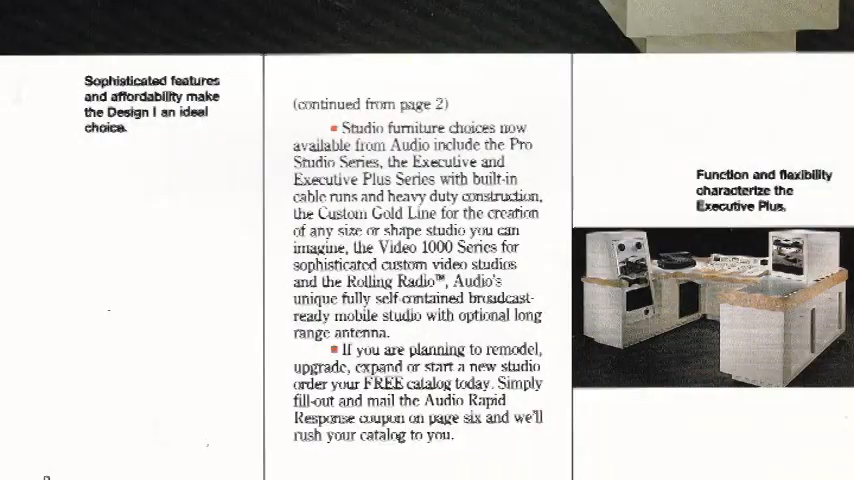 Sophisticated features
and affordability make
the Design I an ideal
choice.
(continued from page 2)
Studio furniture choices now
available from Audio include the Pro
Studio Series, the Executive and
Executive Plus Series with built-in
cable runs and heavy duty construction,
the Custom Gold Line for the creation
of any size or shape studio you can
imagine, the Video 1000 Series for
sophisticated custom video studios
and the Rolling Radio™, Audio's
unique fully self-contained broadcast-
ready mobile studio with optional long
range antenna.
If you are planning to remodel,
upgrade, expand or start a new studio
order your FREE catalog today. Simply
fill-out and mail the Audio Rapid
Response coupon on page six and we'll
rush your catalog to you.
Function and flexibility
characterize the
Executive Plus.